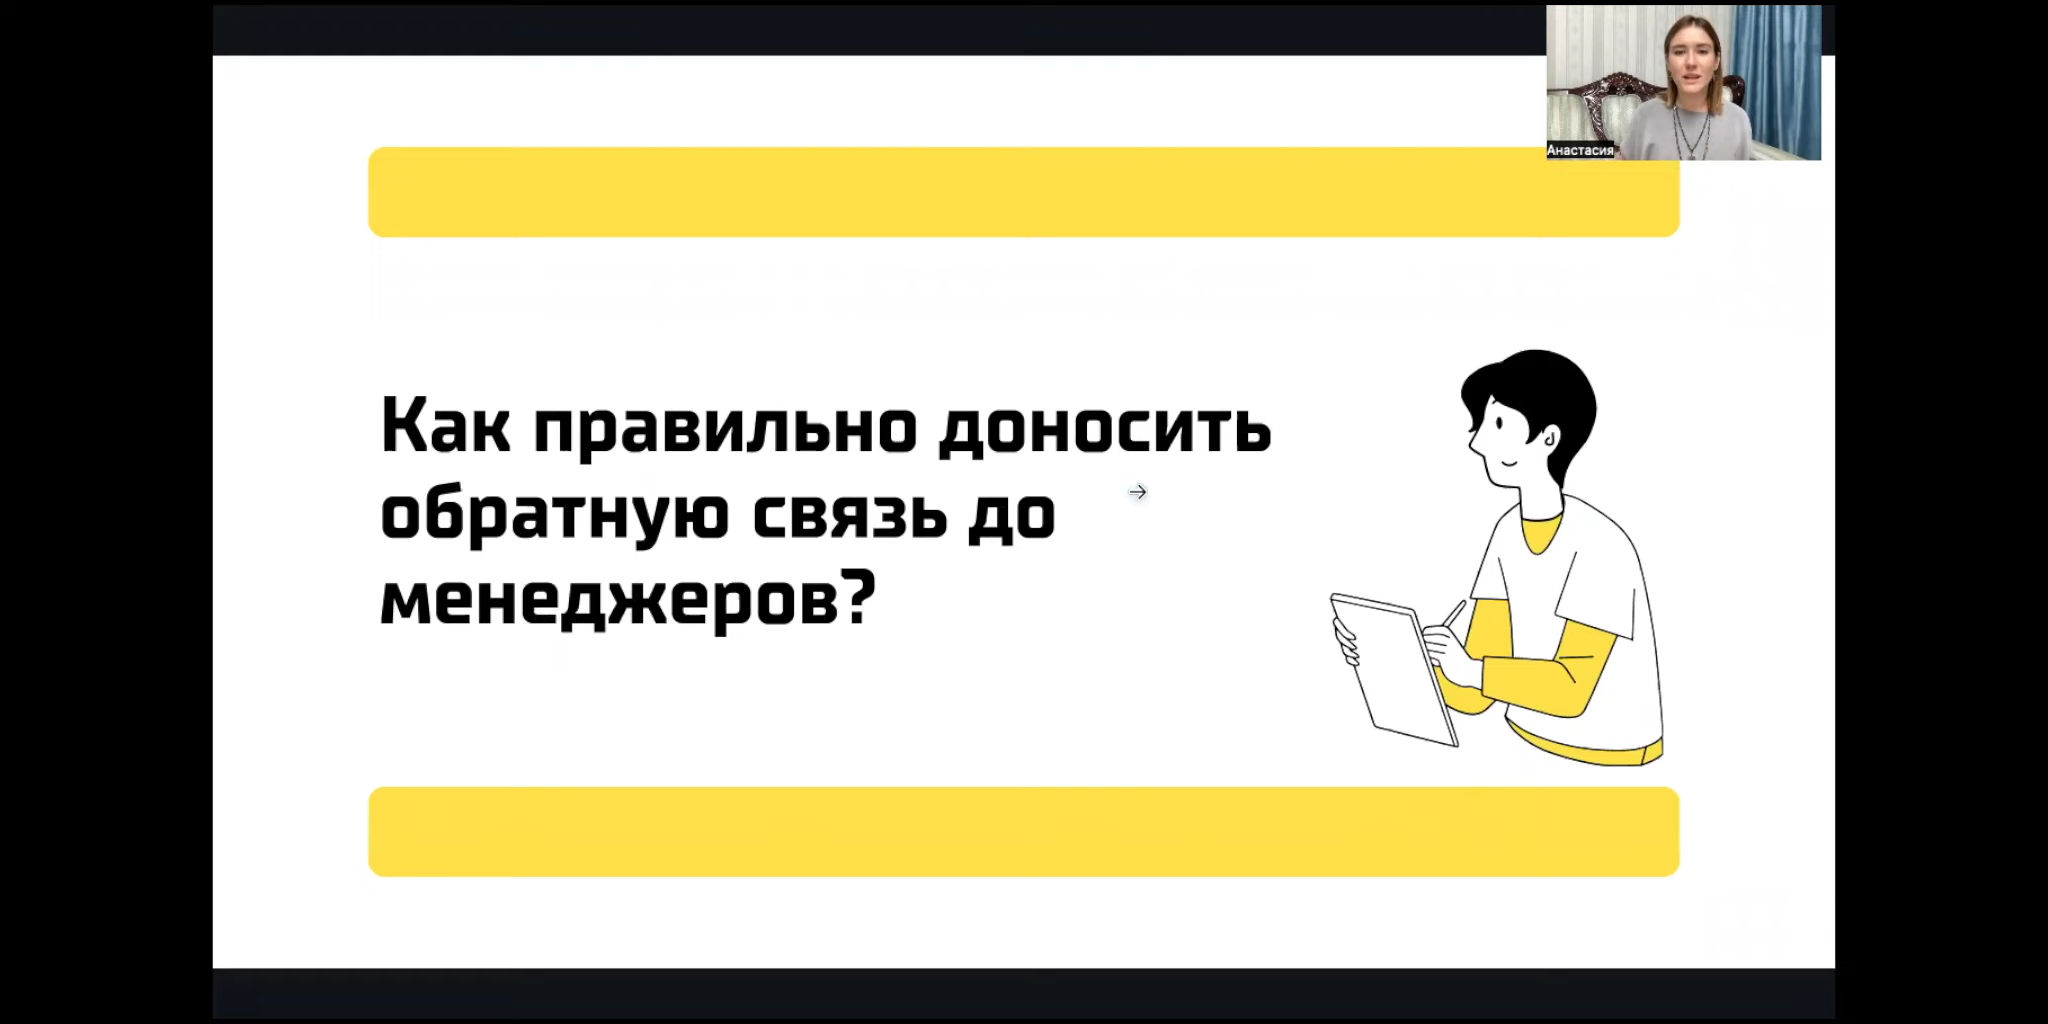 Анастасия
Как правильно доносить
обратную связь до
менеджеров?